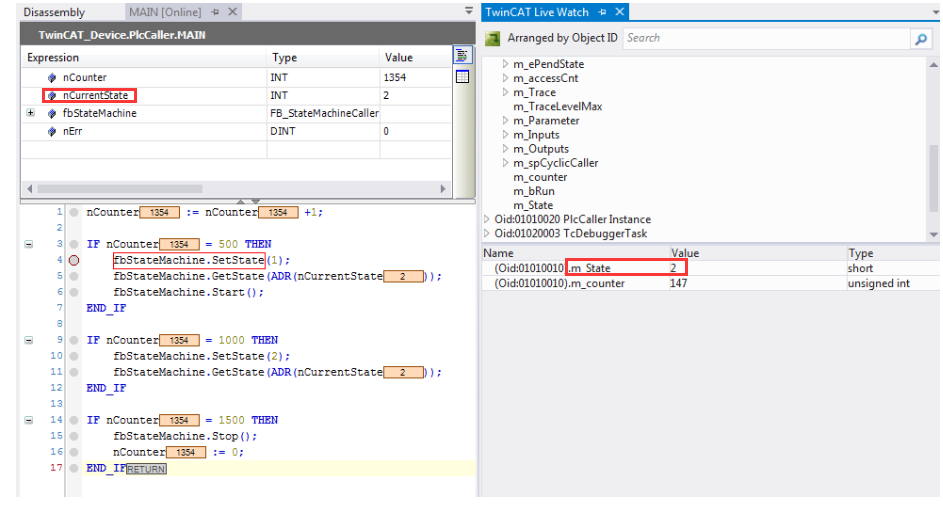 Disassembly MAIN [Online]
TwinCAT_Device.PlcCaller.MAIN
Expression Type Value
nCounter INT 1354
nCurrentState INT 2
fbStateMachine FB_StateMachineCaller
nErr DINT 0
1 nCounter 1354 := nCounter 1354 +1;
2
3 IF nCounter 1354 = 500 THEN
4 fbStateMachine.SetState(1);
5 fbStateMachine.GetState(ADR(nCurrentState 2 ));
6 fbStateMachine.Start();
7 END_IF
8
9 IF nCounter 1354 = 1000 THEN
10 fbStateMachine.SetState(2);
11 fbStateMachine.GetState(ADR(nCurrentState 2 ));
12 END_IF
13
14 IF nCounter 1354 = 1500 THEN
15 fbStateMachine.Stop();
16 nCounter 1354 := 0;
17 END_IF RETURN
TwinCAT Live Watch
Arranged by Object ID Search
m_ePendState
m_accessCnt
m_Trace
m_TraceLevelMax
m_Parameter
m_Inputs
m_Outputs
m_spCyclicCaller
m_counter
m_bRun
m_State
Oid:01010020 PlcCaller Instance
Oid:01020003 TcDebuggerTask
Name Value Type
(Oid:01010010).m_State 2 short
(Oid:01010010).m_counter 147 unsigned int